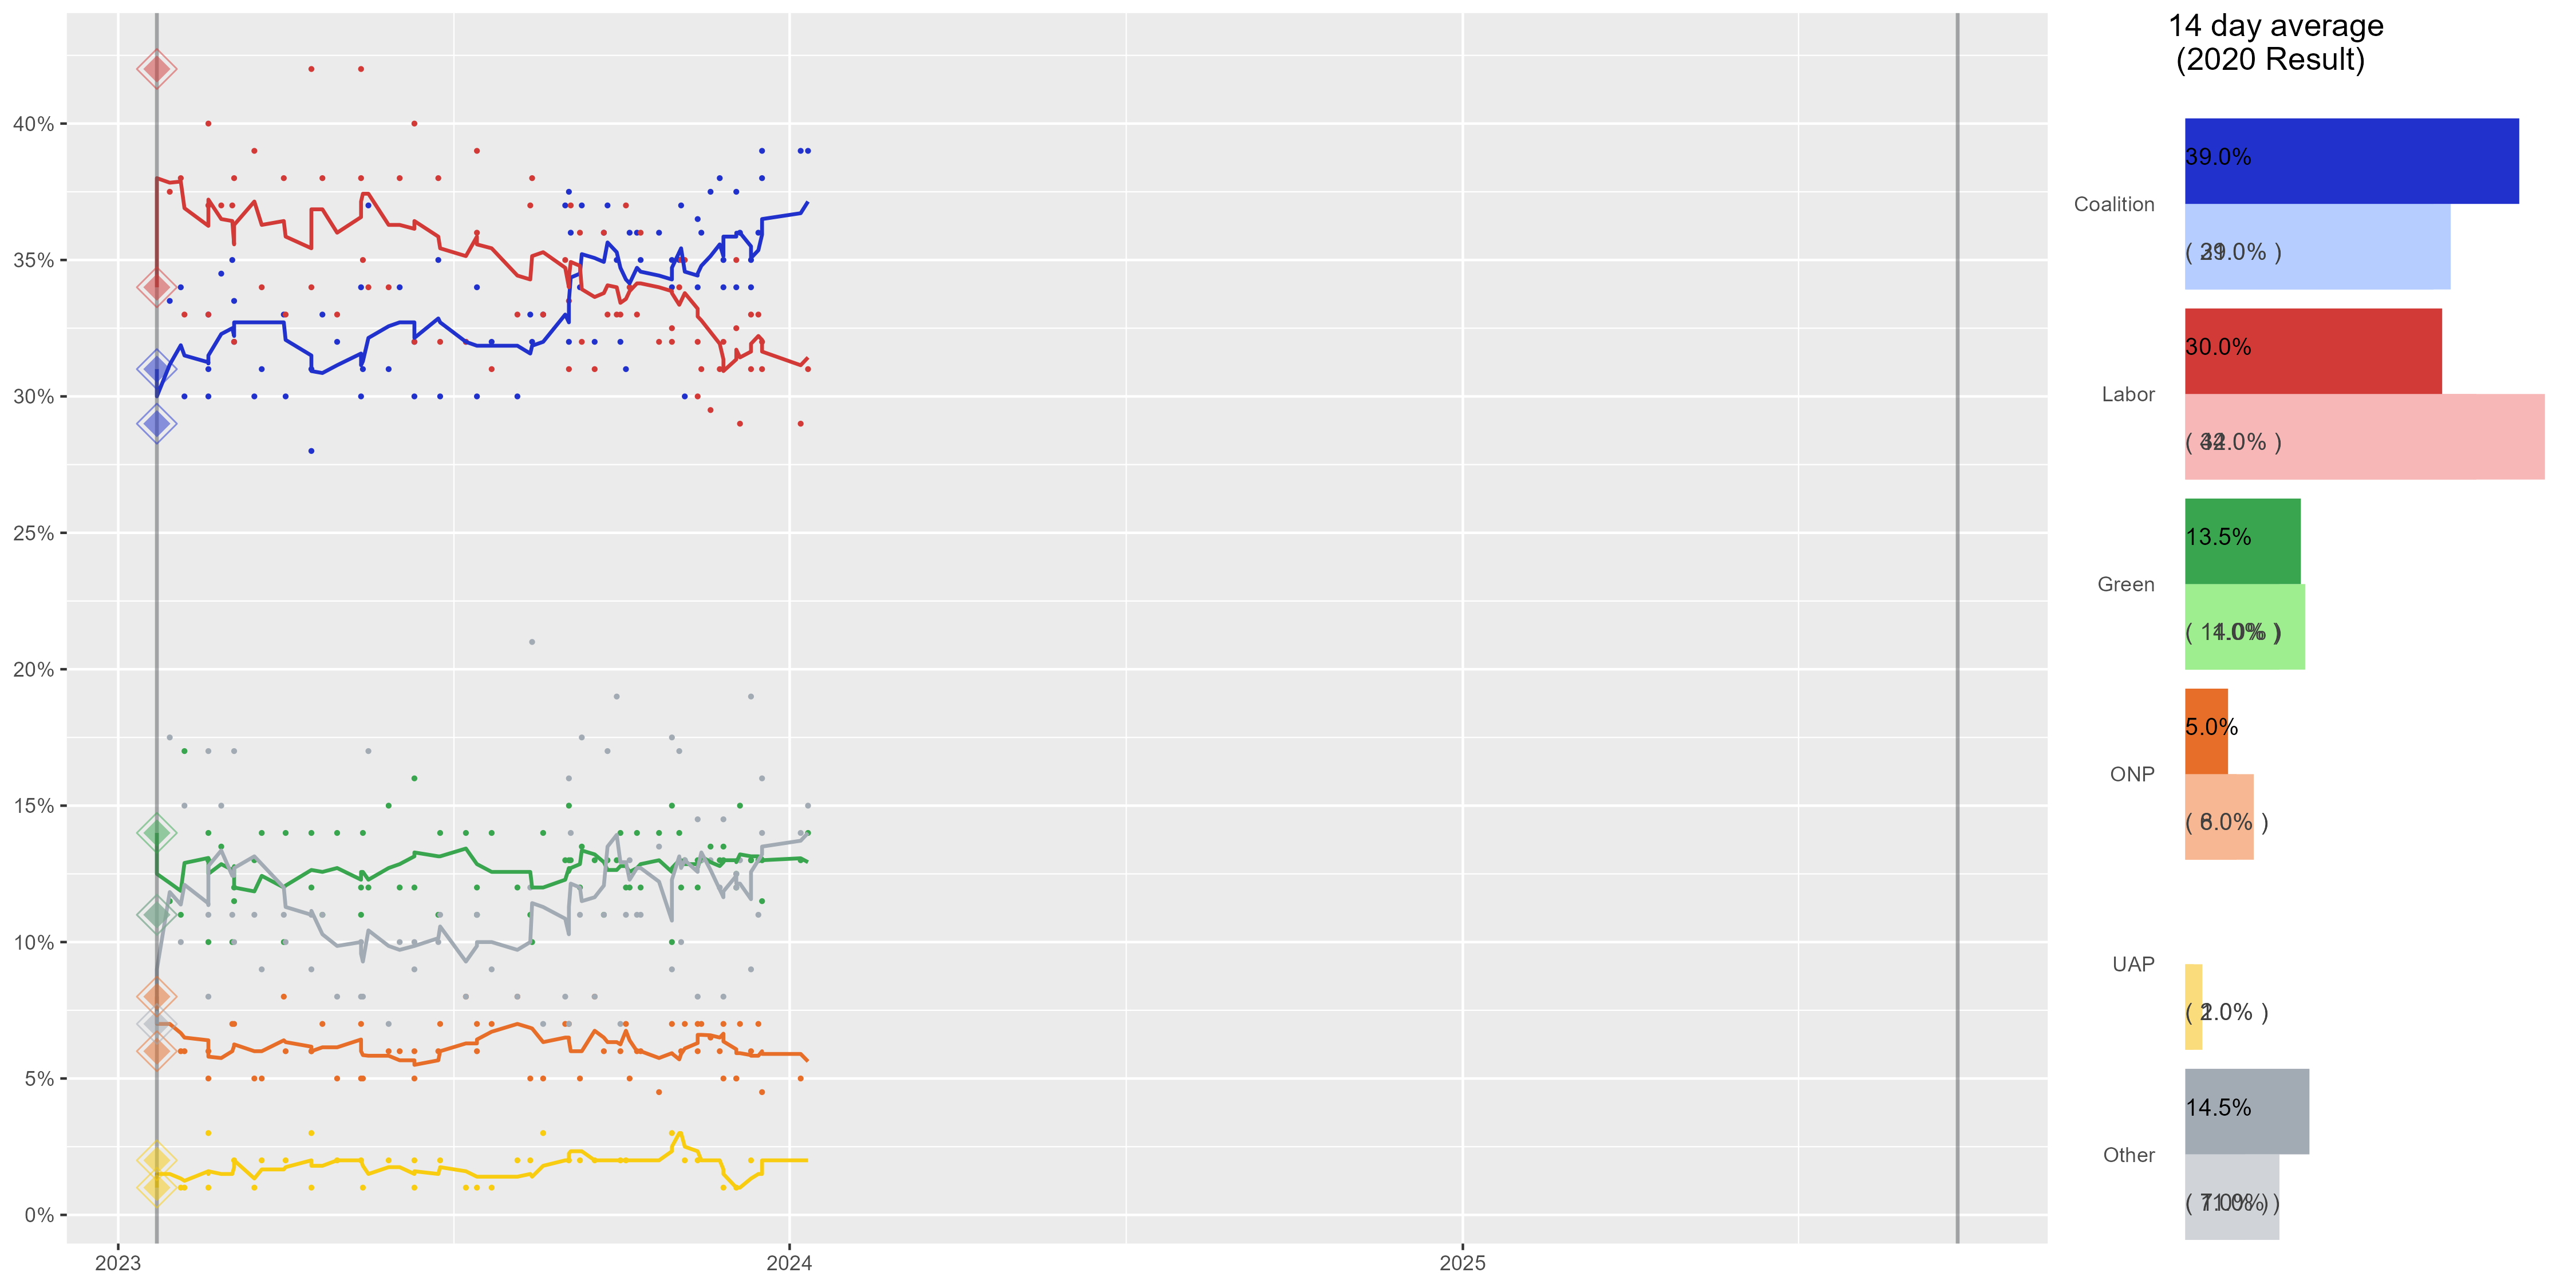 14 day average
(2020 Result)
40%
35%
30%
25%
20%
15%
10%
5%
0%
2023
2024
2025
Coalition
39.0%
Labor
30.0%
Green
13.5%
ONP
5.0%
UAP
Other
14.5%